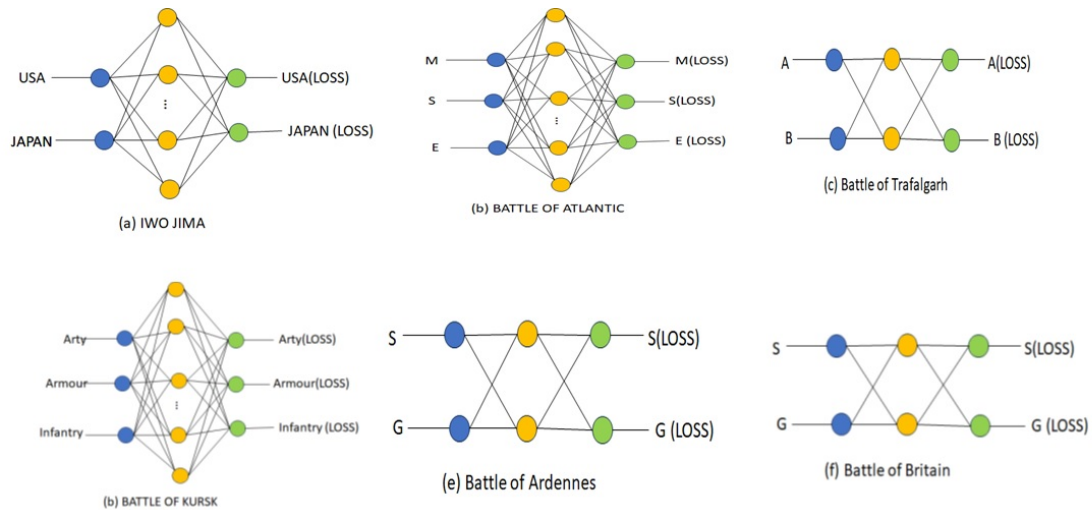 USA
USA(LOSS)
JAPAN
JAPAN (LOSS)
(a) IWO JIMA
M
M(LOSS)
S
S(LOSS)
E
E (LOSS)
(b) BATTLE OF ATLANTIC
A
A(LOSS)
B
B (LOSS)
(c) Battle of Trafalgarh
Arty
Arty(LOSS)
Armour
Armour(LOSS)
Infantry
Infantry (LOSS)
(b) BATTLE OF KURSK
S
S(LOSS)
G
G (LOSS)
(e) Battle of Ardennes
S
S(LOSS)
G
G (LOSS)
(f) Battle of Britain